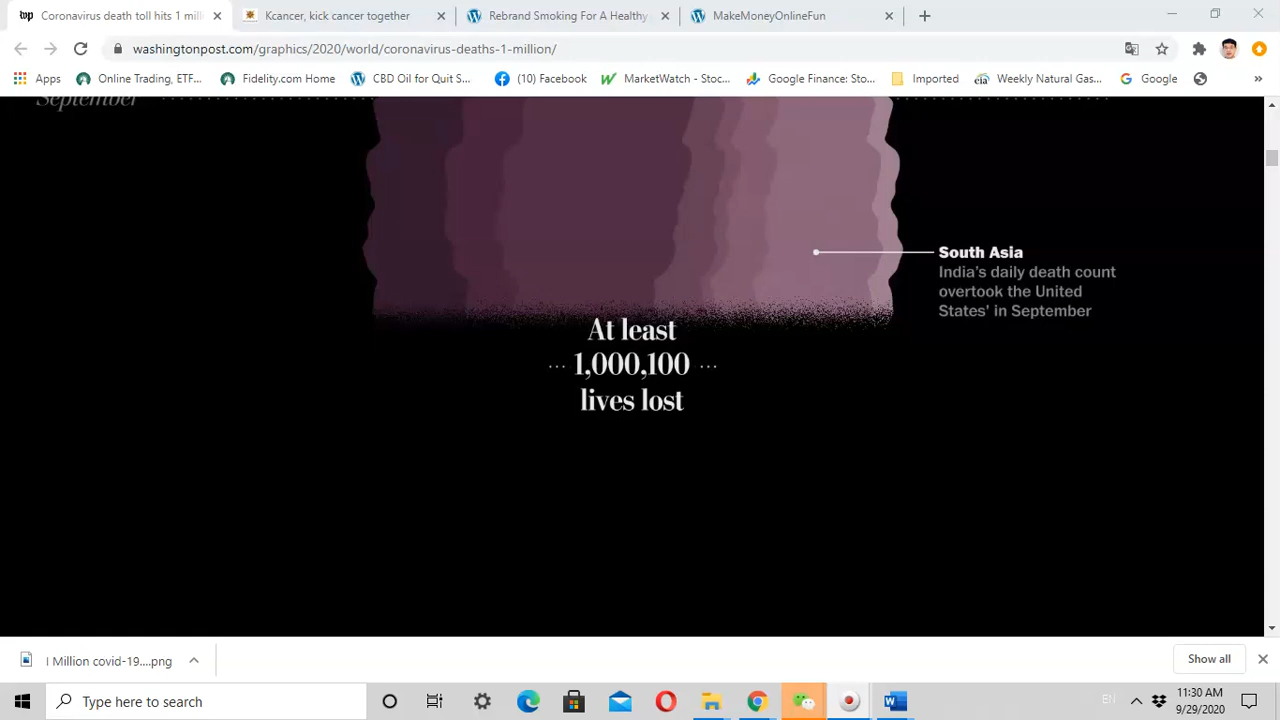 Coronavirus death toll hits 1 mill
Kcancer, kick cancer together
Rebrand Smoking For A Healthy
MakeMoneyOnlineFun
washingtonpost.com/graphics/2020/world/coronavirus-deaths-1-million/
Apps
Online Trading, ETF...
Fidelity.com Home
CBD Oil for Quit S...
(10) Facebook
MarketWatch - Stoc...
Google Finance: Sto...
Imported
eia
Weekly Natural Gas...
Google
September
South Asia
India's daily death count
overtook the United
States' in September
At least
... 1,000,100 ...
lives lost
I Million covid-19....png
Show all
Type here to search
EN
11:30 AM
9/29/2020